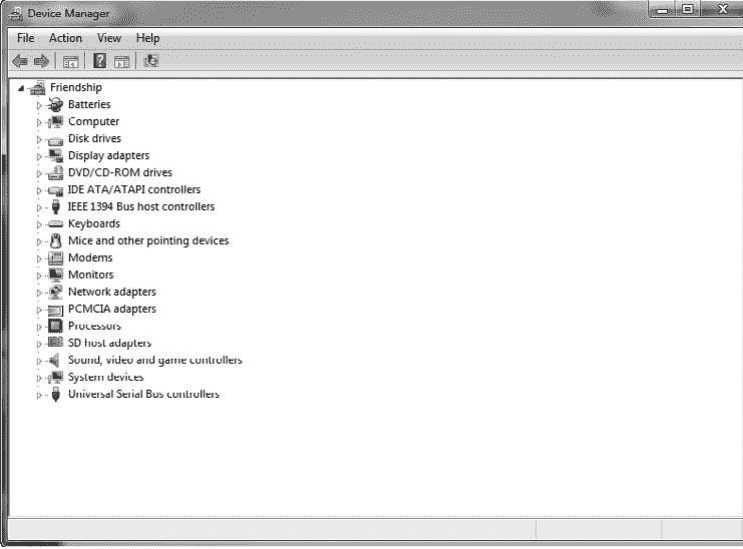 Device Manager
File Action View Help
Friendship
Batteries
Computer
Disk drives
Display adapters
DVD/CD-ROM drives
IDE ATA/ATAPI controllers
IEEE 1394 Bus host controllers
Keyboards
Mice and other pointing devices
Modems
Monitors
Network adapters
PCMCIA adapters
Processors
SD host adapters
Sound, video and game controllers
System devices
Universal Serial Bus controllers